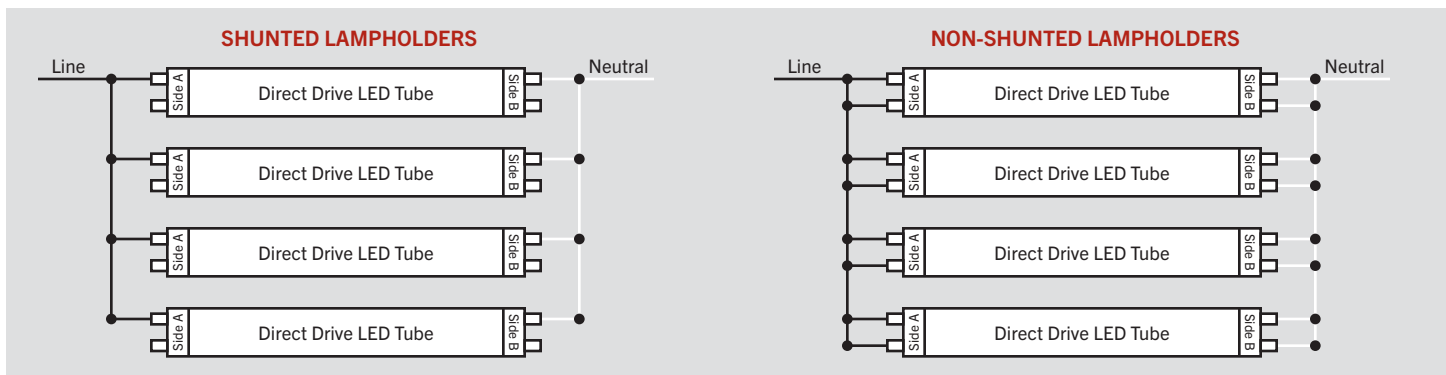 SHUNTED LAMPHOLDERS
Line
Neutral
Side A
Direct Drive LED Tube
Side B
Side A
Direct Drive LED Tube
Side B
Side A
Direct Drive LED Tube
Side B
Side A
Direct Drive LED Tube
Side B
NON-SHUNTED LAMPHOLDERS
Line
Neutral
Side A
Direct Drive LED Tube
Side B
Side A
Direct Drive LED Tube
Side B
Side A
Direct Drive LED Tube
Side B
Side A
Direct Drive LED Tube
Side B